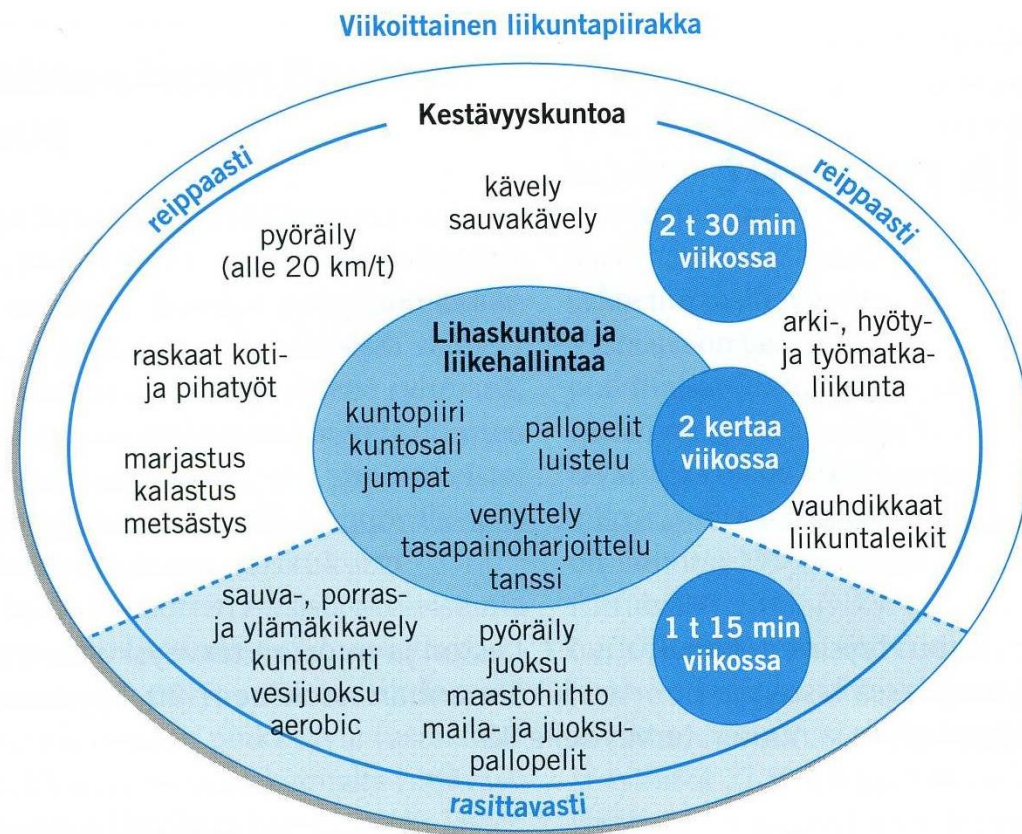 Viikoittainen liikuntapiirakka
Kestävyyskuntoa
reippaasti
reippaasti
kävely
sauvakävely
2 t 30 min
viikossa
pyöräily
(alle 20 km/t)
arki-, hyöty-
ja työmatka-
liikunta
raskaat koti-
ja pihatyöt
Lihaskuntoa ja
liikehallintaa
kuntopiiri
kuntosali
jumpat
pallopelit
luistelu
2 kertaa
viikossa
marjastus
kalastus
metsästys
venyttely
tasapainoharjoittelu
tanssi
vauhdikkaat
liikuntaleikit
sauva-, porras-
ja ylämäkikävely
kuntouinti
vesijuoksu
aerobic
pyöräily
juoksu
maastohiihto
maila- ja juoksu-
pallopelit
1 t 15 min
viikossa
rasittavasti